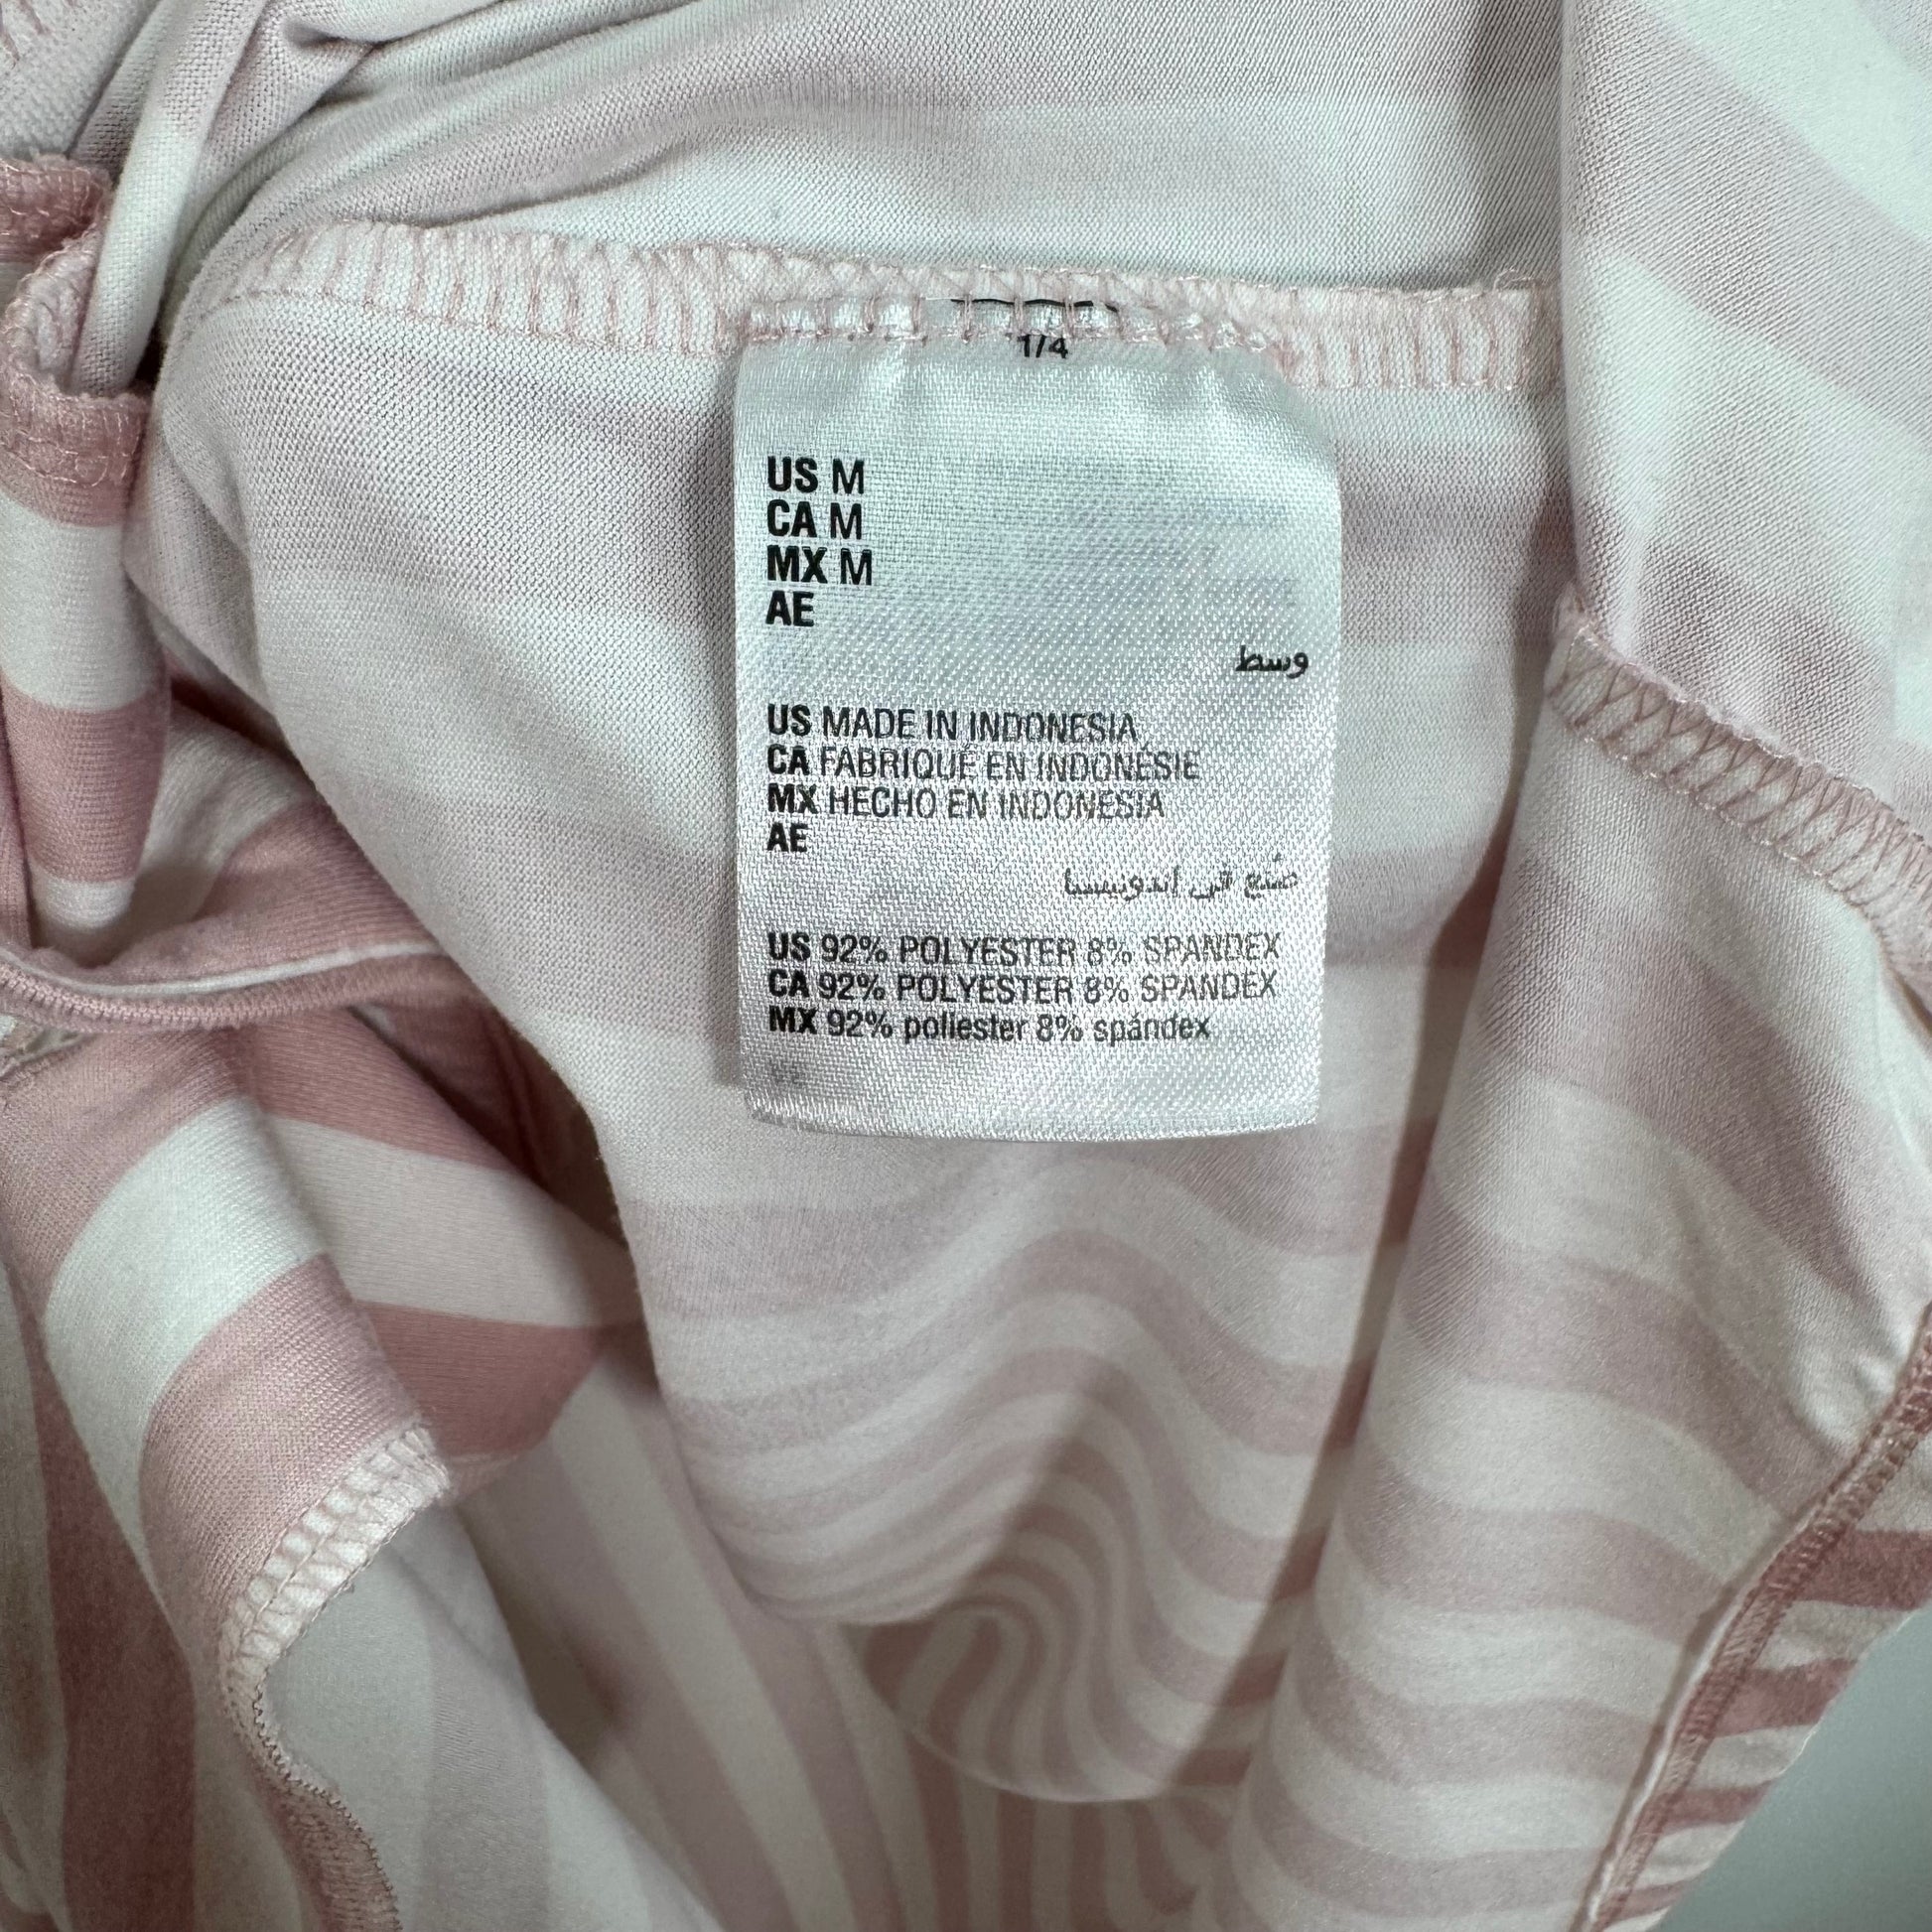 1/4
US M
CA M
MX M
AE
وسط
US MADE IN INDONESIA
CA FABRIQUÉ EN INDONÉSIE
MX HECHO EN INDONESIA
AE
صُنع في اندونيسيا
US 92% POLYESTER 8% SPANDEX
CA 92% POLYESTER 8% SPANDEX
MX 92% poliester 8% spándex